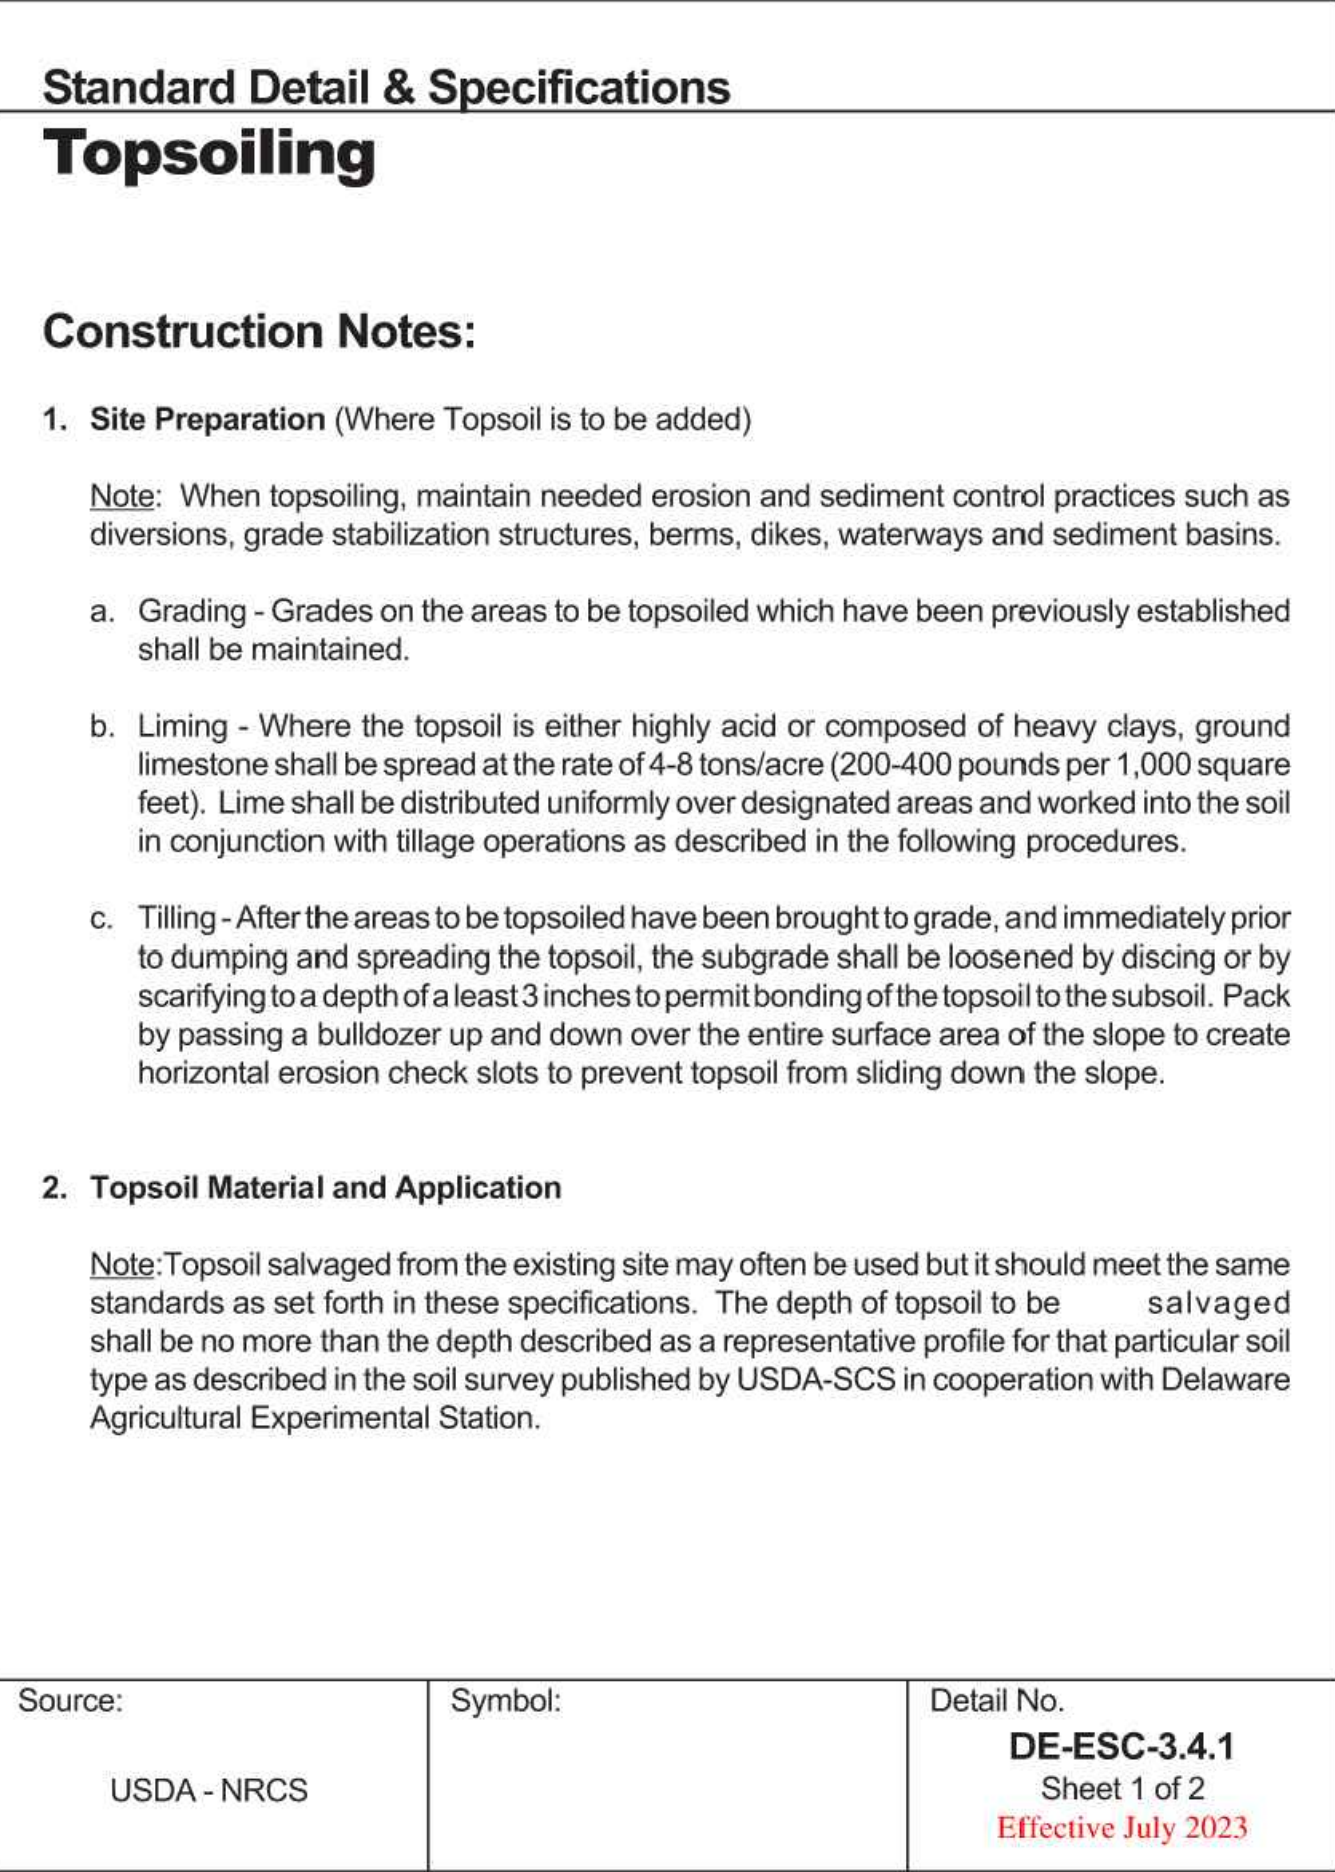 Standard Detail & Specifications
Topsoiling
Construction Notes:
1. Site Preparation (Where Topsoil is to be added)
Note: When topsoiling, maintain needed erosion and sediment control practices such as
diversions, grade stabilization structures, berms, dikes, waterways and sediment basins.
a. Grading - Grades on the areas to be topsoiled which have been previously established
shall be maintained.
b. Liming - Where the topsoil is either highly acid or composed of heavy clays, ground
limestone shall be spread at the rate of 4-8 tons/acre (200-400 pounds per 1,000 square
feet). Lime shall be distributed uniformly over designated areas and worked into the soil
in conjunction with tillage operations as described in the following procedures.
c. Tilling - After the areas to be topsoiled have been brought to grade, and immediately prior
to dumping and spreading the topsoil, the subgrade shall be loosened by discing or by
scarifying to a depth of a least 3 inches to permit bonding of the topsoil to the subsoil. Pack
by passing a bulldozer up and down over the entire surface area of the slope to create
horizontal erosion check slots to prevent topsoil from sliding down the slope.
2. Topsoil Material and Application
Note:Topsoil salvaged from the existing site may often be used but it should meet the same
standards as set forth in these specifications. The depth of topsoil to be salvaged
shall be no more than the depth described as a representative profile for that particular soil
type as described in the soil survey published by USDA-SCS in cooperation with Delaware
Agricultural Experimental Station.
Source:
USDA - NRCS
Symbol:
Detail No.
DE-ESC-3.4.1
Sheet 1 of 2
Effective July 2023